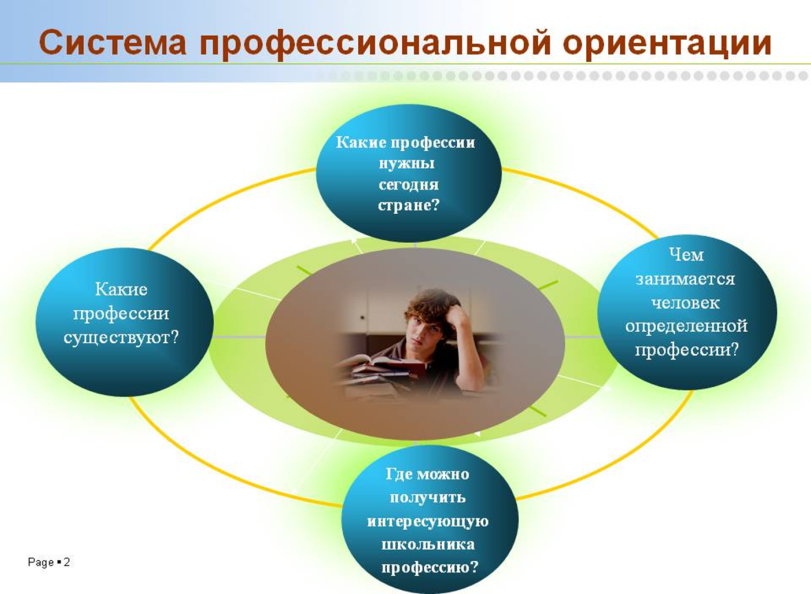 Система профессиональной ориентации
Какие профессии
нужны
сегодня
стране?
Какие
профессии
существуют?
Чем
занимается
человек
определенной
профессии?
Где можно
получить
интересующую
школьника
профессию?
Page ▪ 2